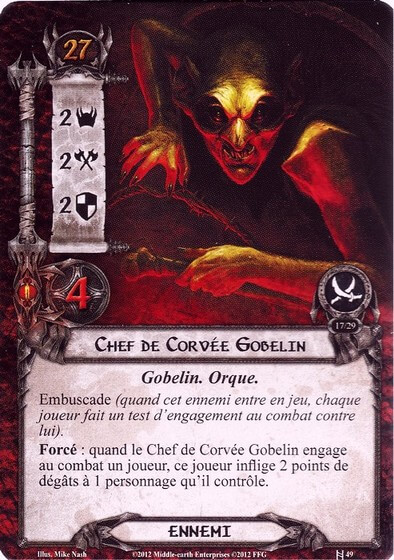 27
2
2
2
4
17/29
Chef de Corvée Gobelin
Gobelin. Orque.
Embuscade (quand cet ennemi entre en jeu, chaque
joueur fait un test d'engagement au combat contre
lui).
Forcé : quand le Chef de Corvée Gobelin engage
au combat un joueur, ce joueur inflige 2 points de
dégâts à 1 personnage qu'il contrôle.
ENNEMI
Illus. Mike Nash ©2012 Middle-earth Enterprises ©2012 FFG 49